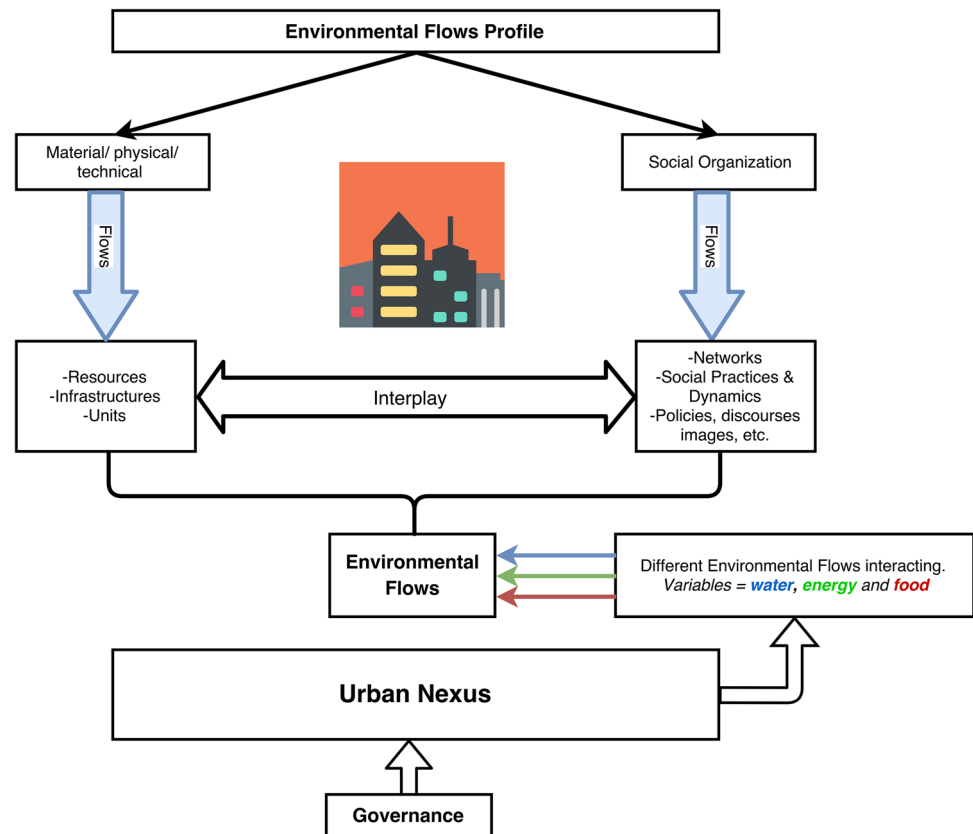 Environmental Flows Profile
Material/ physical/
technical
Social Organization
Flows
Flows
-Resources
-Infrastructures
-Units
Interplay
-Networks
-Social Practices &
Dynamics
-Policies, discourses
images, etc.
Environmental
Flows
Different Environmental Flows interacting.
Variables = water, energy and food
Urban Nexus
Governance